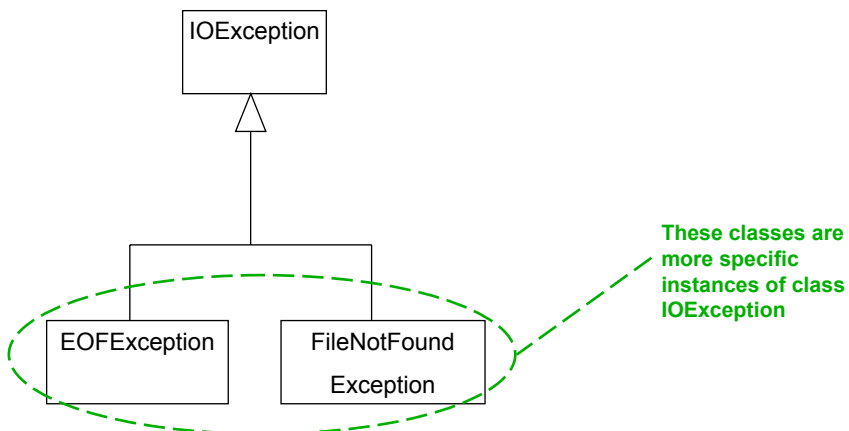 IOException
These classes are
more specific
instances of class
IOException
EOFException
FileNotFound
Exception